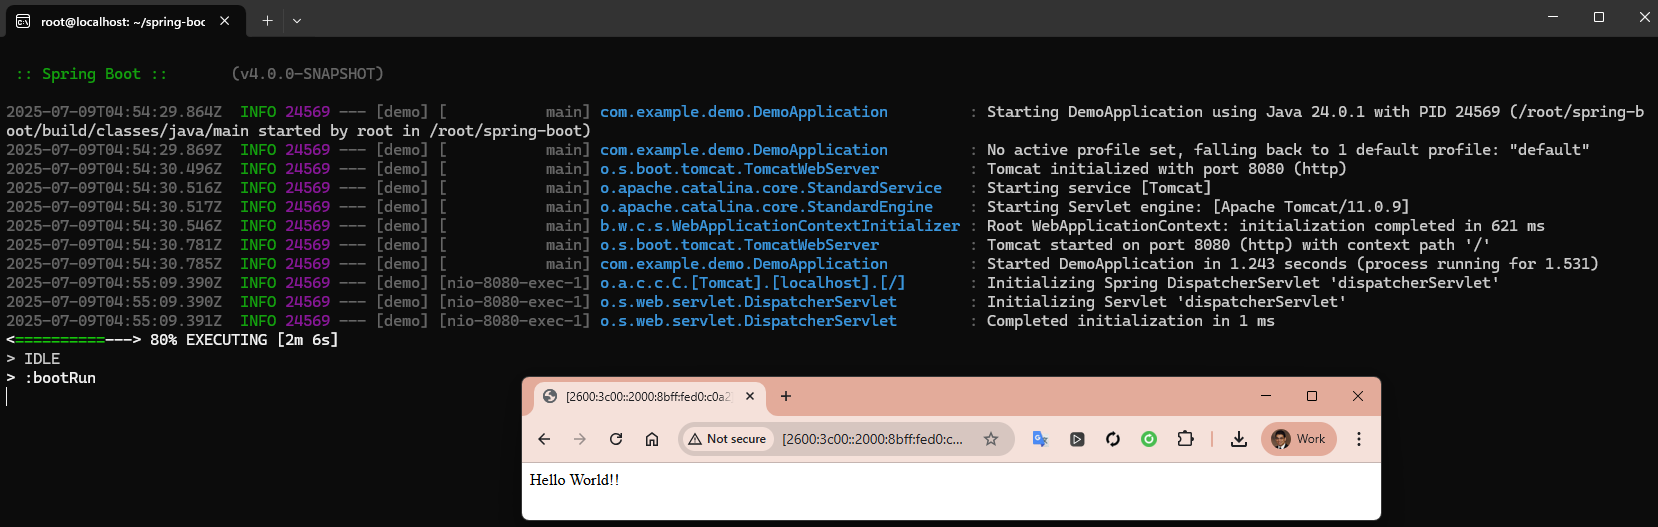 root@localhost: ~/spring-boo
:: Spring Boot ::       (v4.0.0-SNAPSHOT)
2025-07-09T04:54:29.864Z  INFO 24569 --- [demo] [           main] com.example.demo.DemoApplication         : Starting DemoApplication using Java 24.0.1 with PID 24569 (/root/spring-b
oot/build/classes/java/main started by root in /root/spring-boot)
2025-07-09T04:54:29.869Z  INFO 24569 --- [demo] [           main] com.example.demo.DemoApplication         : No active profile set, falling back to 1 default profile: "default"
2025-07-09T04:54:30.496Z  INFO 24569 --- [demo] [           main] o.s.boot.tomcat.TomcatWebServer          : Tomcat initialized with port 8080 (http)
2025-07-09T04:54:30.516Z  INFO 24569 --- [demo] [           main] o.apache.catalina.core.StandardService   : Starting service [Tomcat]
2025-07-09T04:54:30.517Z  INFO 24569 --- [demo] [           main] o.apache.catalina.core.StandardEngine    : Starting Servlet engine: [Apache Tomcat/11.0.9]
2025-07-09T04:54:30.546Z  INFO 24569 --- [demo] [           main] b.w.c.s.WebApplicationContextInitializer : Root WebApplicationContext: initialization completed in 621 ms
2025-07-09T04:54:30.781Z  INFO 24569 --- [demo] [           main] o.s.boot.tomcat.TomcatWebServer          : Tomcat started on port 8080 (http) with context path '/'
2025-07-09T04:54:30.785Z  INFO 24569 --- [demo] [           main] com.example.demo.DemoApplication         : Started DemoApplication in 1.243 seconds (process running for 1.531)
2025-07-09T04:55:09.390Z  INFO 24569 --- [demo] [nio-8080-exec-1] o.a.c.c.C.[Tomcat].[localhost].[/]       : Initializing Spring DispatcherServlet 'dispatcherServlet'
2025-07-09T04:55:09.390Z  INFO 24569 --- [demo] [nio-8080-exec-1] o.s.web.servlet.DispatcherServlet        : Initializing Servlet 'dispatcherServlet'
2025-07-09T04:55:09.391Z  INFO 24569 --- [demo] [nio-8080-exec-1] o.s.web.servlet.DispatcherServlet        : Completed initialization in 1 ms
<==========---> 80% EXECUTING [2m 6s]
> IDLE
> :bootRun
[2600:3c00::2000:8bff:fed0:c0a2]
Not secure [2600:3c00::2000:8bff:fed0:c... Work
Hello World!!